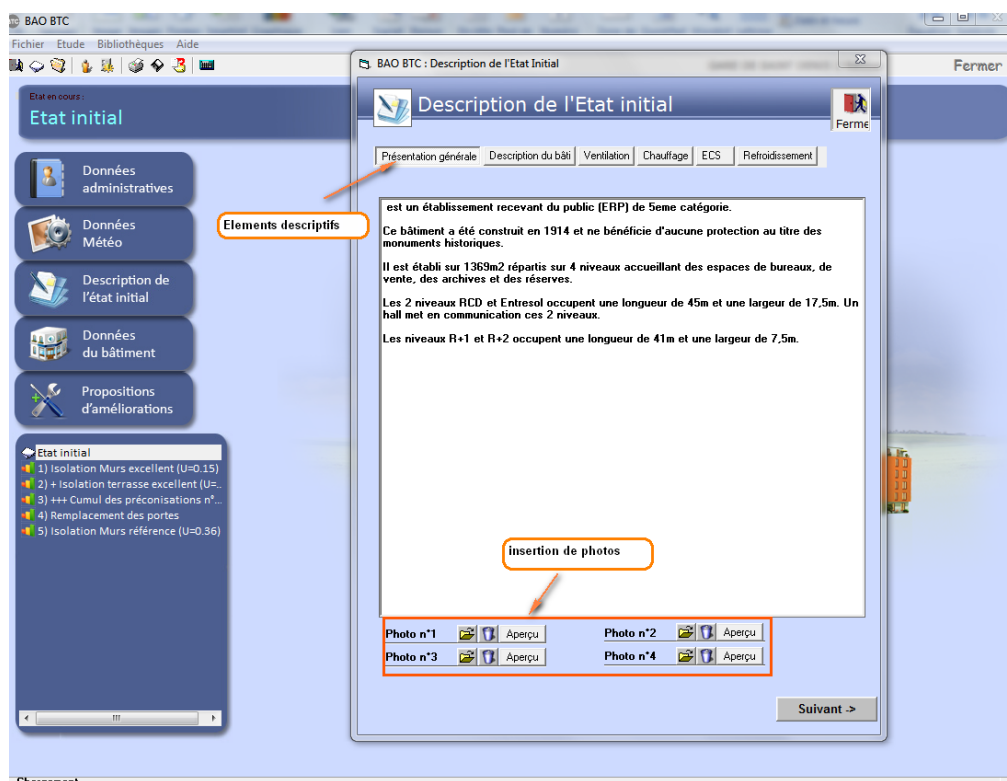 BAO BTC
Fichier Etude Bibliothèques Aide
Fermer
Etat en cours :
Etat initial
Données
administratives
Données
Météo
Description de
l'état initial
Données
du bâtiment
Propositions
d'améliorations
Etat initial
1) Isolation Murs excellent (U=0.15)
2) + Isolation terrasse excellent (U=..
3) +++ Cumul des préconisations n°...
4) Remplacement des portes
5) Isolation Murs référence (U=0.36)
BAO BTC : Description de l'Etat Initial
Description de l'Etat initial
Ferme
Présentation générale Description du bâti Ventilation Chauffage ECS Refroidissement
Elements descriptifs
est un établissement recevant du public (ERP) de 5eme catégorie.
Ce bâtiment a été construit en 1914 et ne bénéficie d'aucune protection au titre des
monuments historiques.
Il est établi sur 1369m2 répartis sur 4 niveaux accueillant des espaces de bureaux, de
vente, des archives et des réserves.
Les 2 niveaux RCD et Entresol occupent une longueur de 45m et une largeur de 17,5m. Un
hall met en communication ces 2 niveaux.
Les niveaux R+1 et R+2 occupent une longueur de 41m et une largeur de 7,5m.
insertion de photos
Photo n°1 Aperçu Photo n°2 Aperçu
Photo n°3 Aperçu Photo n°4 Aperçu
Suivant ->